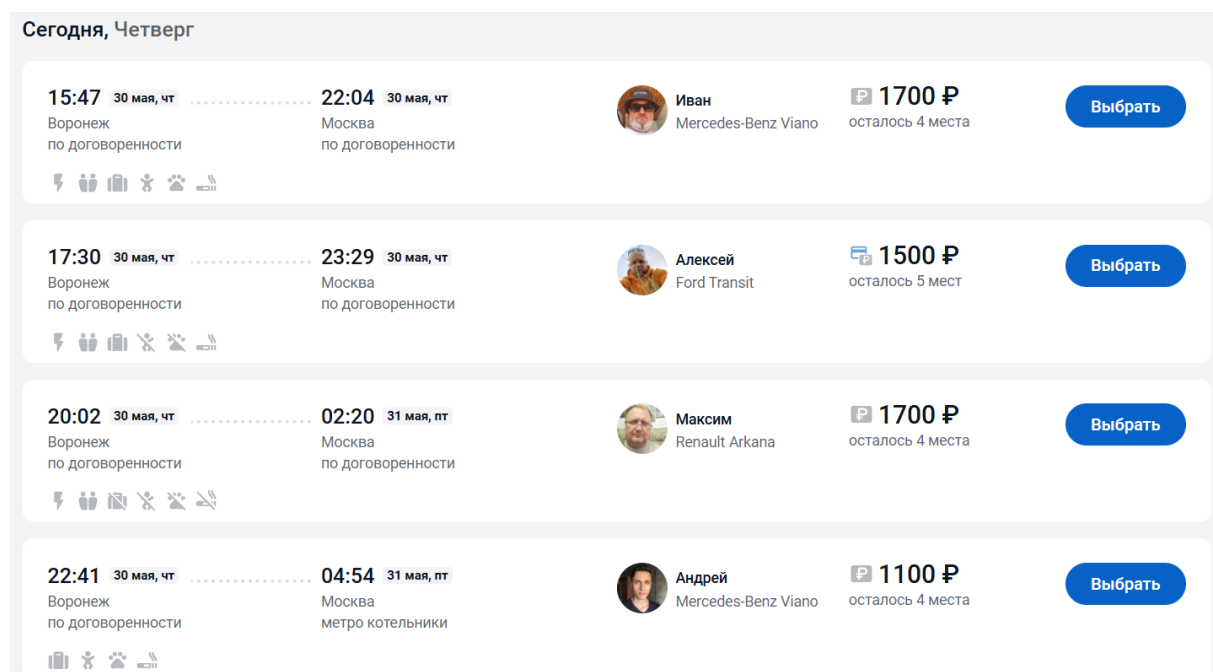 Сегодня, Четверг
15:47 30 мая, чт 22:04 30 мая, чт Иван 1700 ₽ Выбрать
Воронеж Москва Mercedes-Benz Viano осталось 4 места
по договоренности по договоренности
17:30 30 мая, чт 23:29 30 мая, чт Алексей 1500 ₽ Выбрать
Воронеж Москва Ford Transit осталось 5 мест
по договоренности по договоренности
20:02 30 мая, чт 02:20 31 мая, пт Максим 1700 ₽ Выбрать
Воронеж Москва Renault Arkana осталось 4 места
по договоренности по договоренности
22:41 30 мая, чт 04:54 31 мая, пт Андрей 1100 ₽ Выбрать
Воронеж Москва Mercedes-Benz Viano осталось 4 места
по договоренности метро котельники